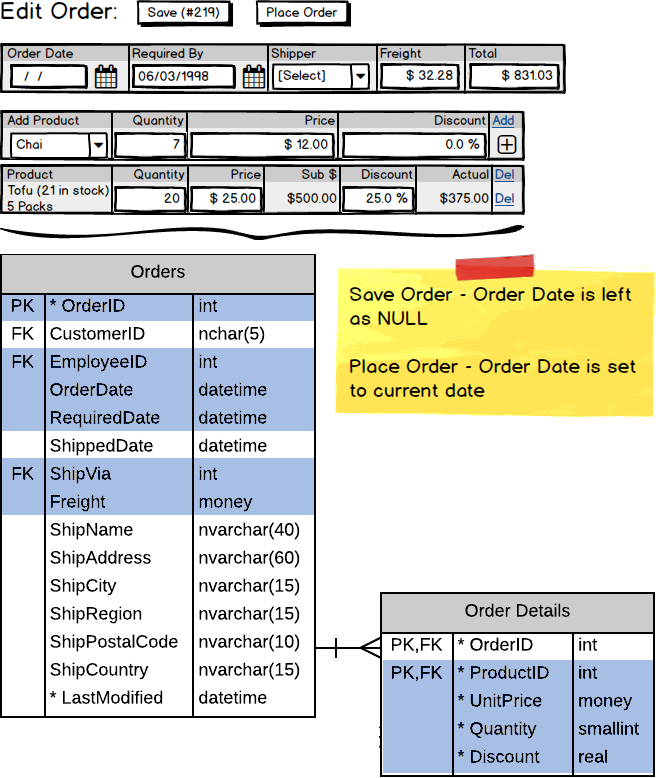 Edit Order: Save (#219) Place Order
Order Date Required By Shipper Freight Total
/ / 06/03/1998 [Select] $ 32.28 $ 831.03
Add Product Quantity Price Discount Add
Chai 7 $ 12.00 0.0 %
Product Quantity Price Sub $ Discount Actual Del
Tofu (21 in stock) 20 $ 25.00 $500.00 25.0 % $375.00 Del
5 Packs
Orders
PK * OrderID int
FK CustomerID nchar(5)
FK EmployeeID int
OrderDate datetime
RequiredDate datetime
ShippedDate datetime
FK ShipVia int
Freight money
ShipName nvarchar(40)
ShipAddress nvarchar(60)
ShipCity nvarchar(15)
ShipRegion nvarchar(15)
ShipPostalCode nvarchar(10)
ShipCountry nvarchar(15)
* LastModified datetime
Save Order - Order Date is left
as NULL
Place Order - Order Date is set
to current date
Order Details
PK,FK * OrderID int
PK,FK * ProductID int
* UnitPrice money
* Quantity smallint
* Discount real